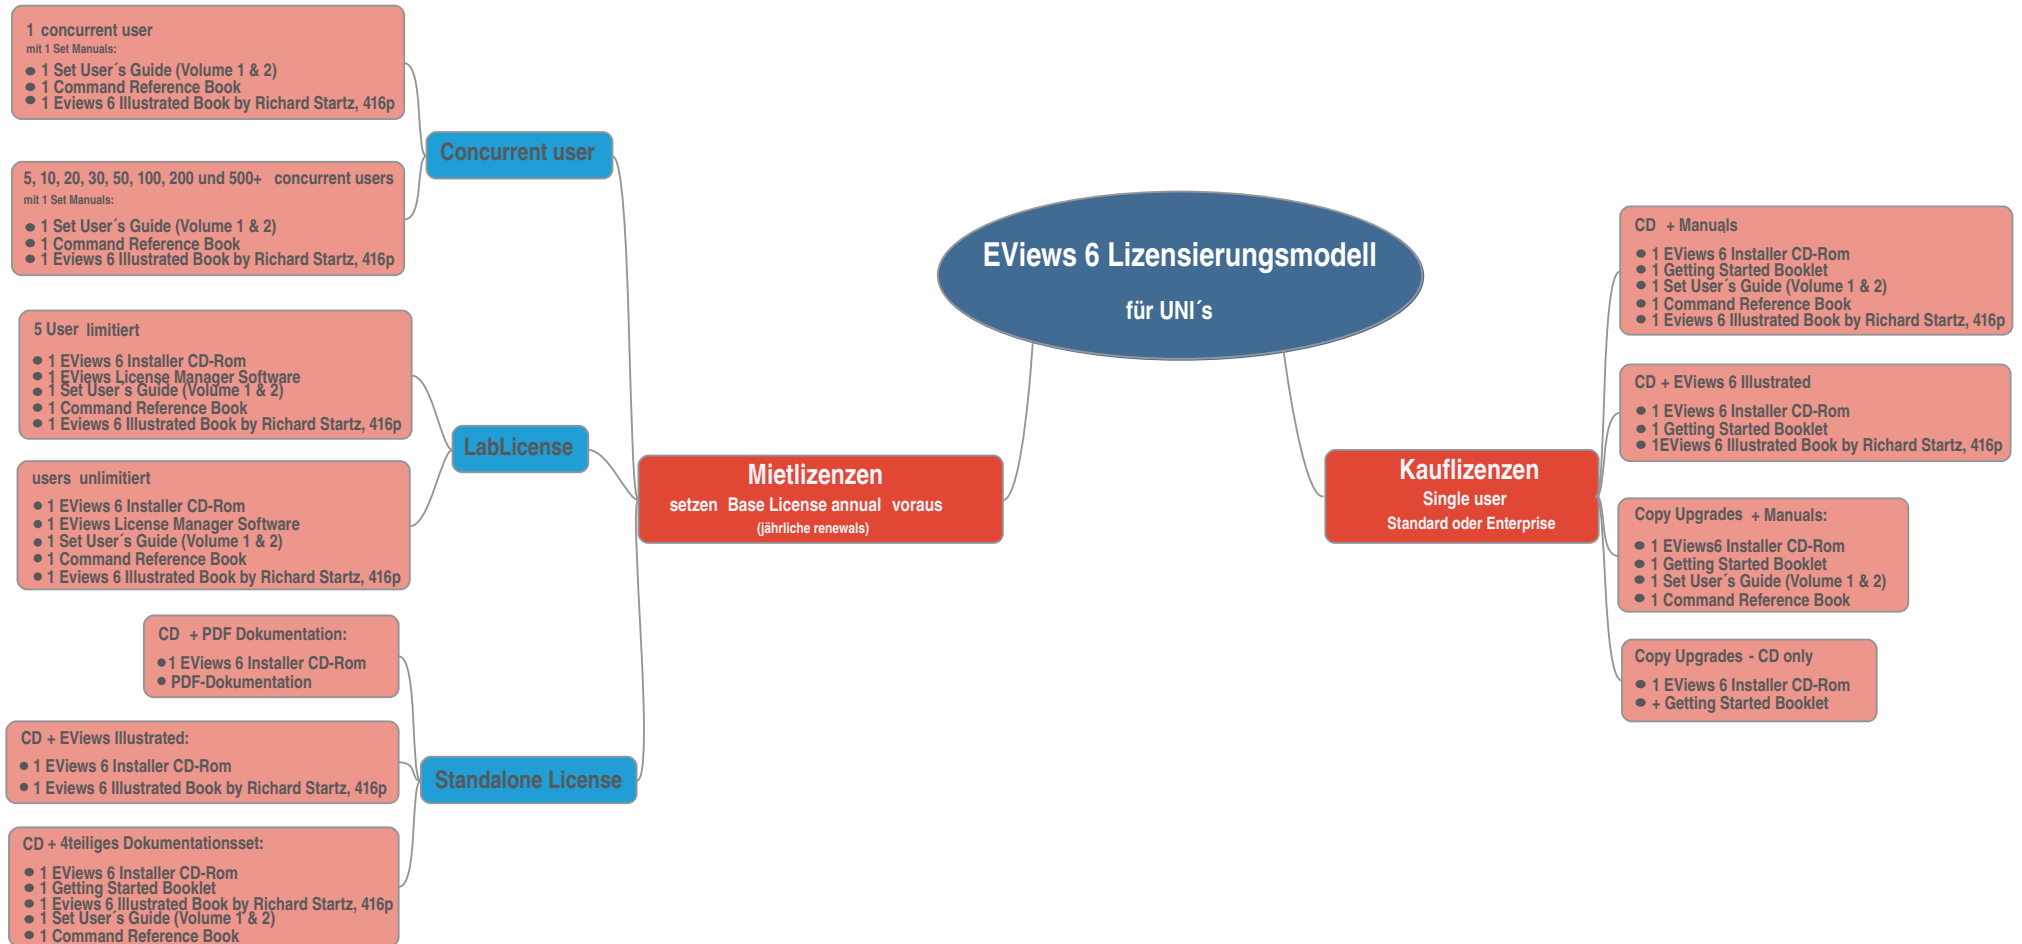 EViews 6 Lizensierungsmodell
für UNI´s
Mietlizenzen
setzen Base License annual voraus
(jährliche renewals)
Concurrent user
1 concurrent user
mit 1 Set Manuals:
● 1 Set User´s Guide (Volume 1 & 2)
● 1 Command Reference Book
● 1 Eviews 6 Illustrated Book by Richard Startz, 416p
5, 10, 20, 30, 50, 100, 200 und 500+ concurrent users
mit 1 Set Manuals:
● 1 Set User´s Guide (Volume 1 & 2)
● 1 Command Reference Book
● 1 Eviews 6 Illustrated Book by Richard Startz, 416p
LabLicense
5 User limitiert
● 1 EViews 6 Installer CD-Rom
● 1 EViews License Manager Software
● 1 Set User´s Guide (Volume 1 & 2)
● 1 Command Reference Book
● 1 Eviews 6 Illustrated Book by Richard Startz, 416p
users unlimitiert
● 1 EViews 6 Installer CD-Rom
● 1 EViews License Manager Software
● 1 Set User´s Guide (Volume 1 & 2)
● 1 Command Reference Book
● 1 Eviews 6 Illustrated Book by Richard Startz, 416p
Standalone License
CD + PDF Dokumentation:
● 1 EViews 6 Installer CD-Rom
● PDF-Dokumentation
CD + EViews Illustrated:
● 1 EViews 6 Installer CD-Rom
● 1 Eviews 6 Illustrated Book by Richard Startz, 416p
CD + 4teiliges Dokumentationsset:
● 1 EViews 6 Installer CD-Rom
● 1 Getting Started Booklet
● 1 Eviews 6 Illustrated Book by Richard Startz, 416p
● 1 Set User´s Guide (Volume 1 & 2)
● 1 Command Reference Book
Kauflizenzen
Single user
Standard oder Enterprise
CD + Manuals
● 1 EViews 6 Installer CD-Rom
● 1 Getting Started Booklet
● 1 Set User´s Guide (Volume 1 & 2)
● 1 Command Reference Book
● 1 Eviews 6 Illustrated Book by Richard Startz, 416p
CD + EViews 6 Illustrated
● 1 EViews 6 Installer CD-Rom
● 1 Getting Started Booklet
● 1EViews 6 Illustrated Book by Richard Startz, 416p
Copy Upgrades + Manuals:
● 1 EViews6 Installer CD-Rom
● 1 Getting Started Booklet
● 1 Set User´s Guide (Volume 1 & 2)
● 1 Command Reference Book
Copy Upgrades - CD only
● 1 EViews 6 Installer CD-Rom
● + Getting Started Booklet